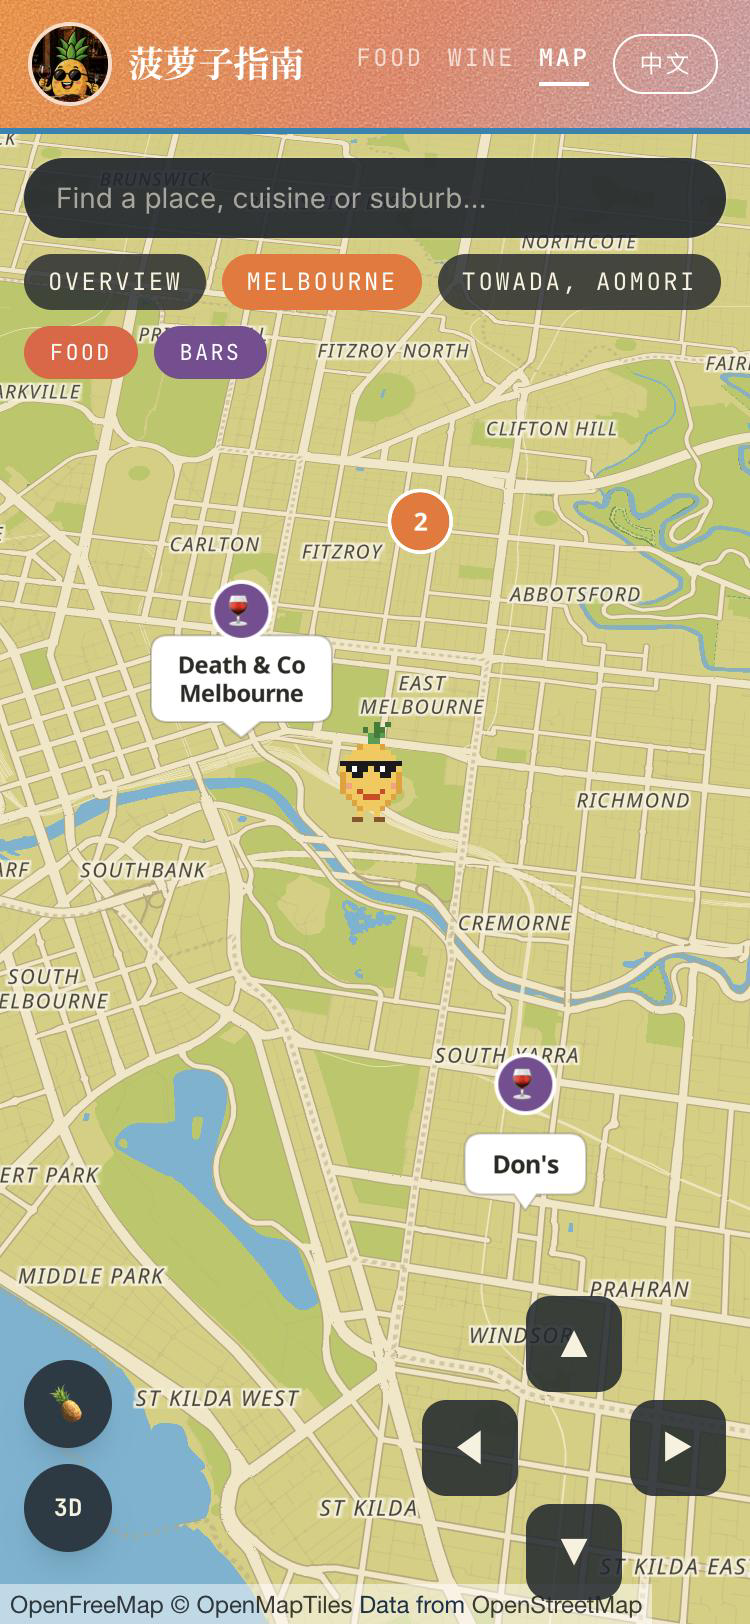 菠萝子指南
FOOD WINE MAP
中文
BRUNSWICK
Find a place, cuisine or suburb...
NORTHCOTE
OVERVIEW
MELBOURNE
TOWADA, AOMORI
FOOD
BARS
FITZROY NORTH
FAIR
ARKVILLE
CLIFTON HILL
2
CARLTON
FITZROY
ABBOTSFORD
Death & Co
Melbourne
EAST
MELBOURNE
RICHMOND
ARF
SOUTHBANK
CREMORNE
SOUTH
ELBOURNE
SOUTH YARRA
Don's
ERT PARK
MIDDLE PARK
PRAHRAN
WINDSOR
ST KILDA WEST
3D
ST KILDA
ST KILDA EAS
OpenFreeMap © OpenMapTiles Data from OpenStreetMap